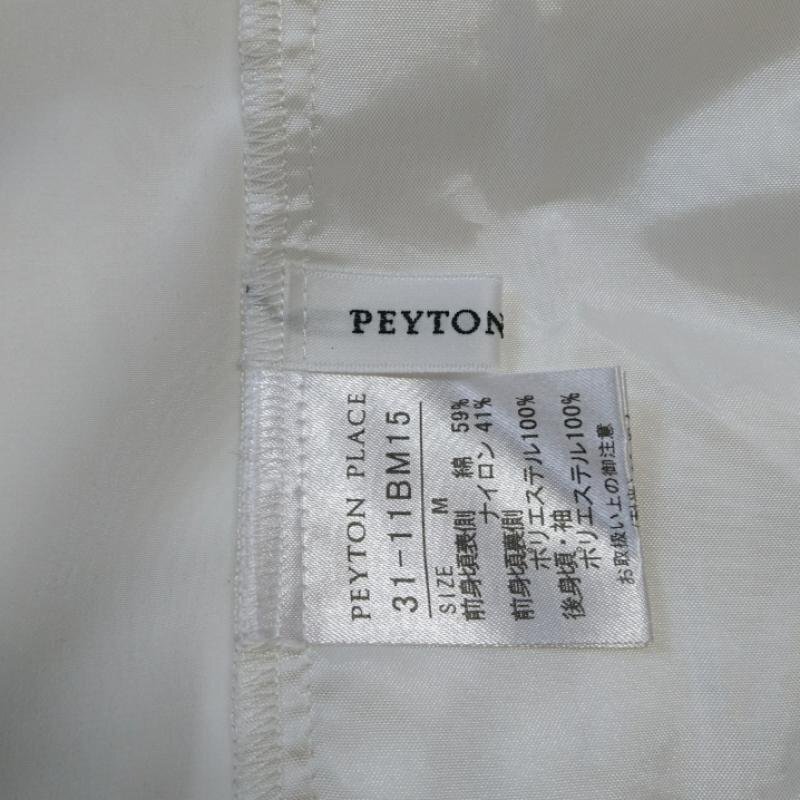 PEYTON
PEYTON PLACE
31-11BM15
SIZE M
前身頃表側 綿 59%
ナイロン 41%
前身頃裏側
ポリエステル100%
後身頃・袖
ポリエステル100%
お取扱い上の御注意